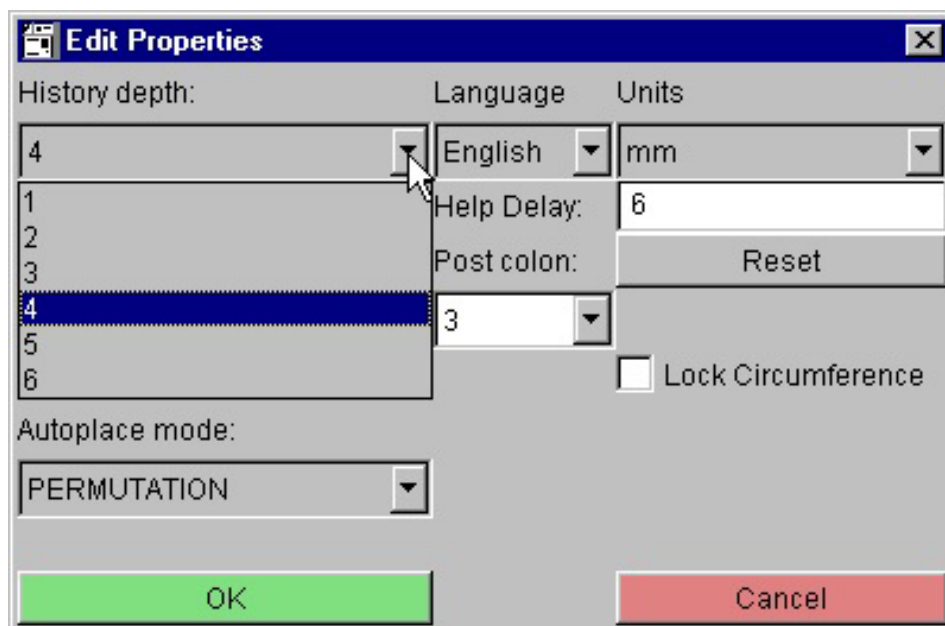 Edit Properties
History depth: Language Units
4 English mm
1
2
3
4
5
6
Help Delay: 6
Post colon: Reset
3
Lock Circumference
Autoplace mode:
PERMUTATION
OK Cancel